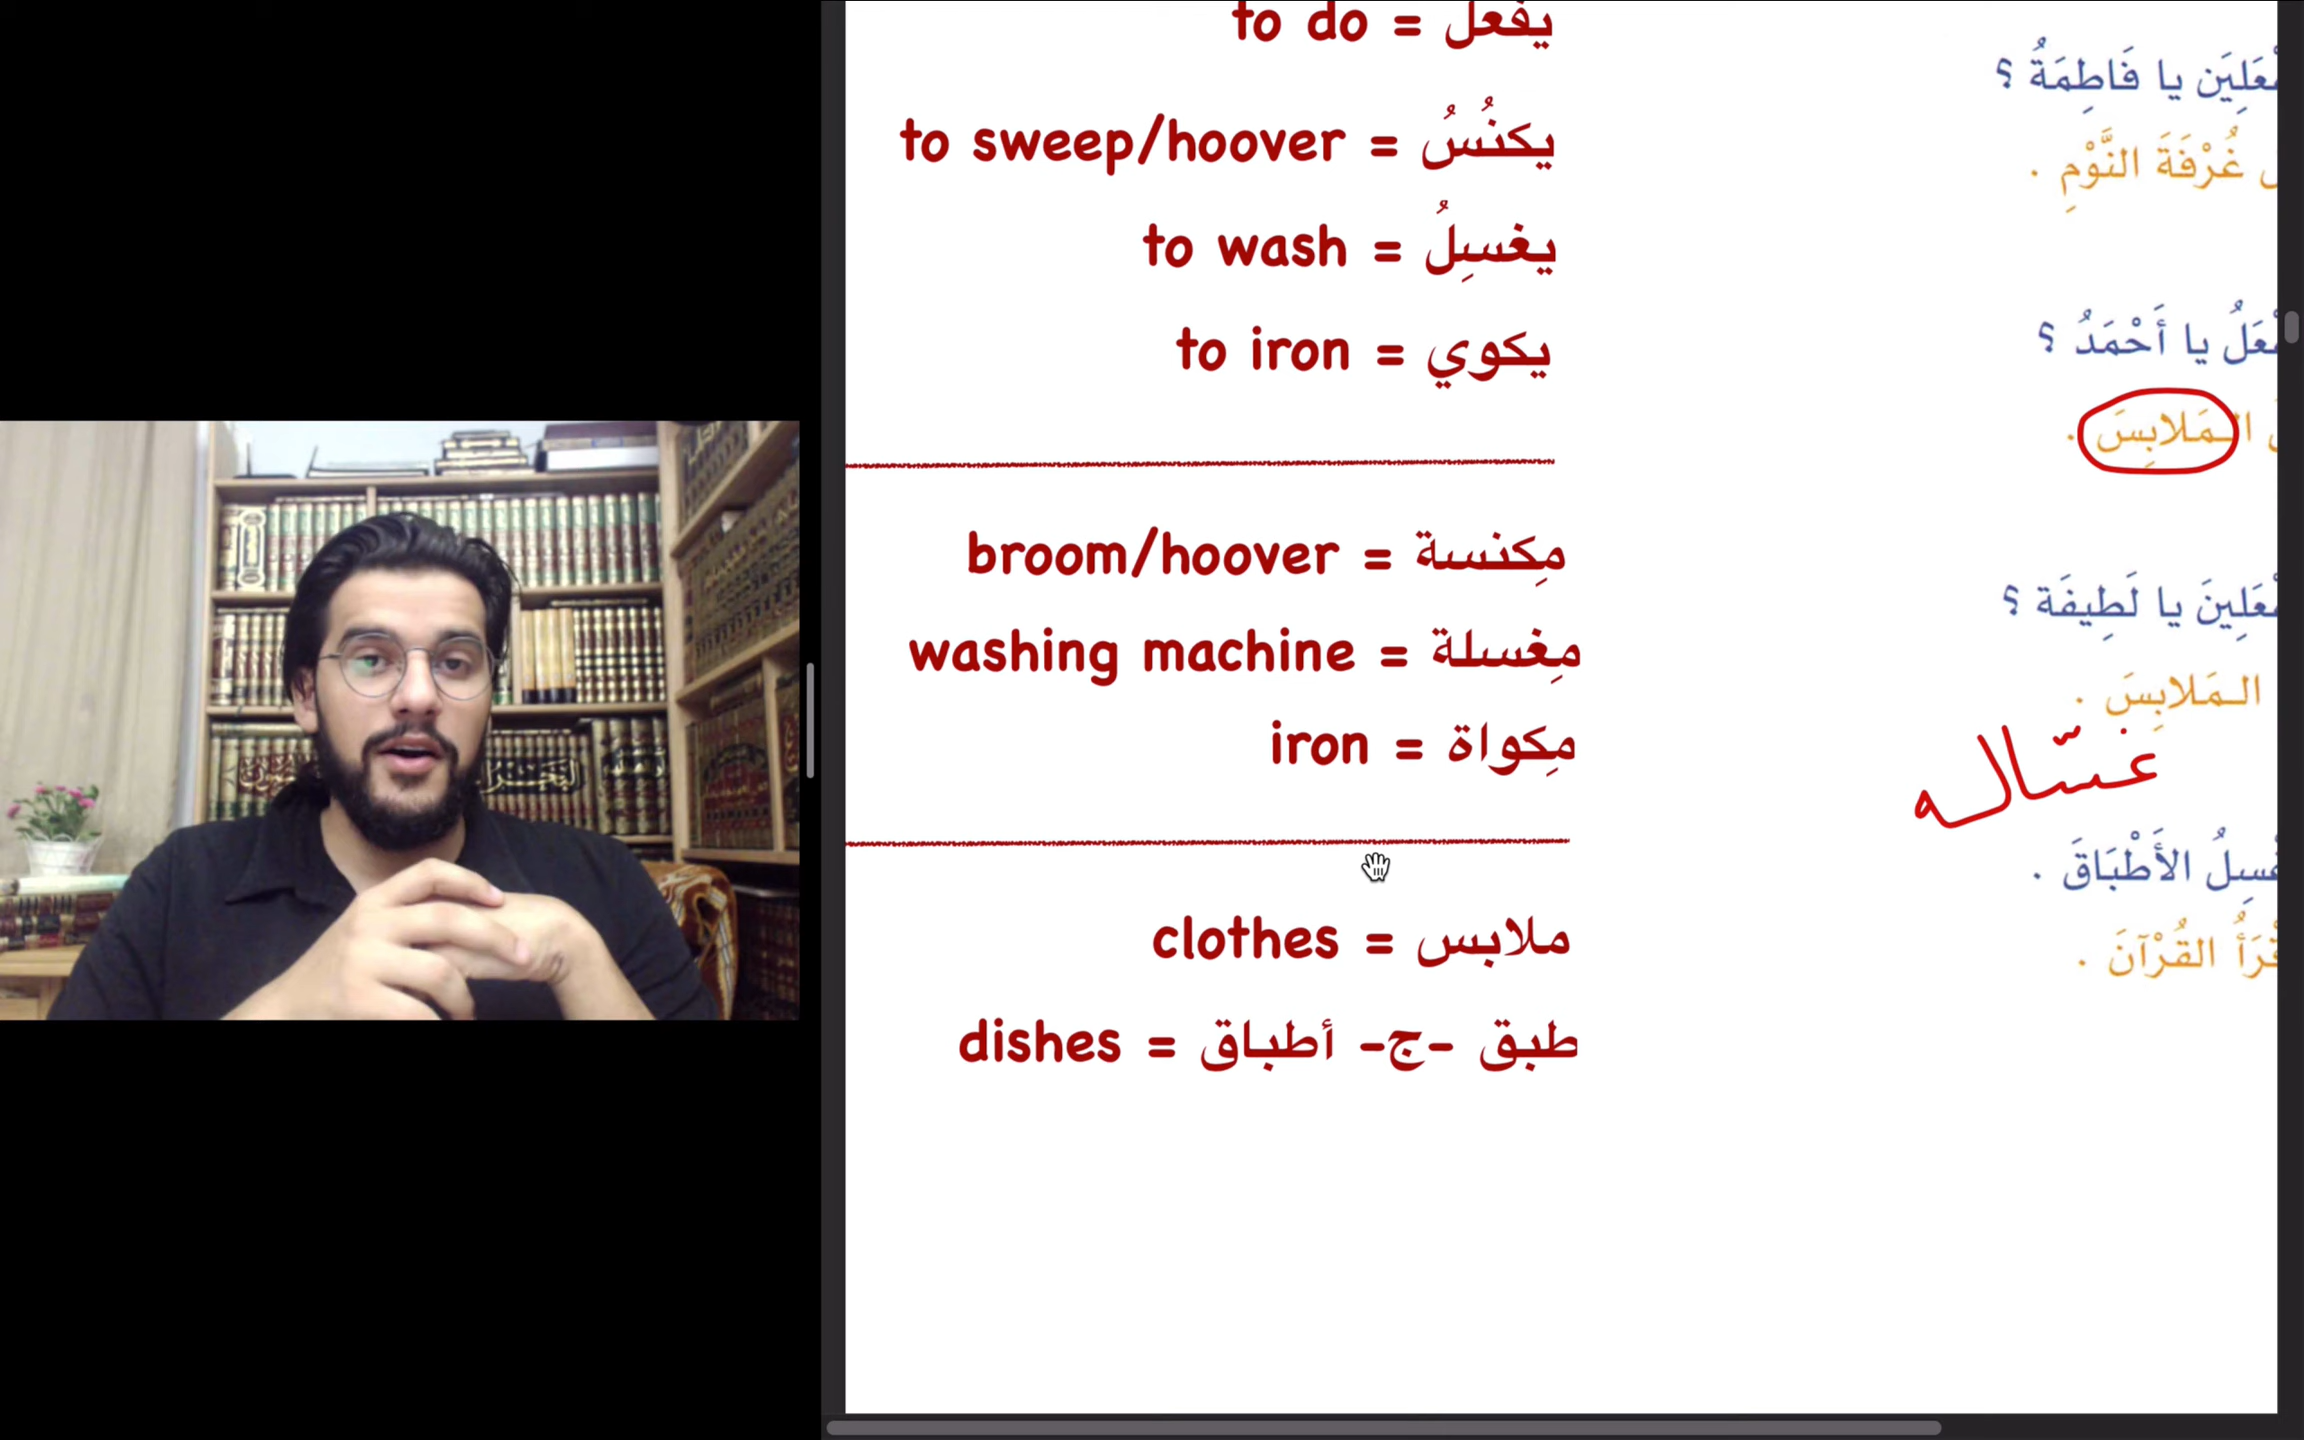 to do = يفعل
to sweep/hoover = يكنُسُ
to wash = يغسِلُ
to iron = يكوي
broom/hoover = مِكنسة
washing machine = مِغسلة
iron = مِكواة
clothes = ملابس
dishes = طبق -ج- أطباق
يا فَاطِمَةُ ؟
غُرْفَةَ النَّوْمِ .
يا أَحْمَدُ ؟
الـمَلابِسَ .
يا لَطِيفَة ؟
الـمَلابِسَ .
غسّاله
الأَطْبَاقَ .
القُرْآنَ .